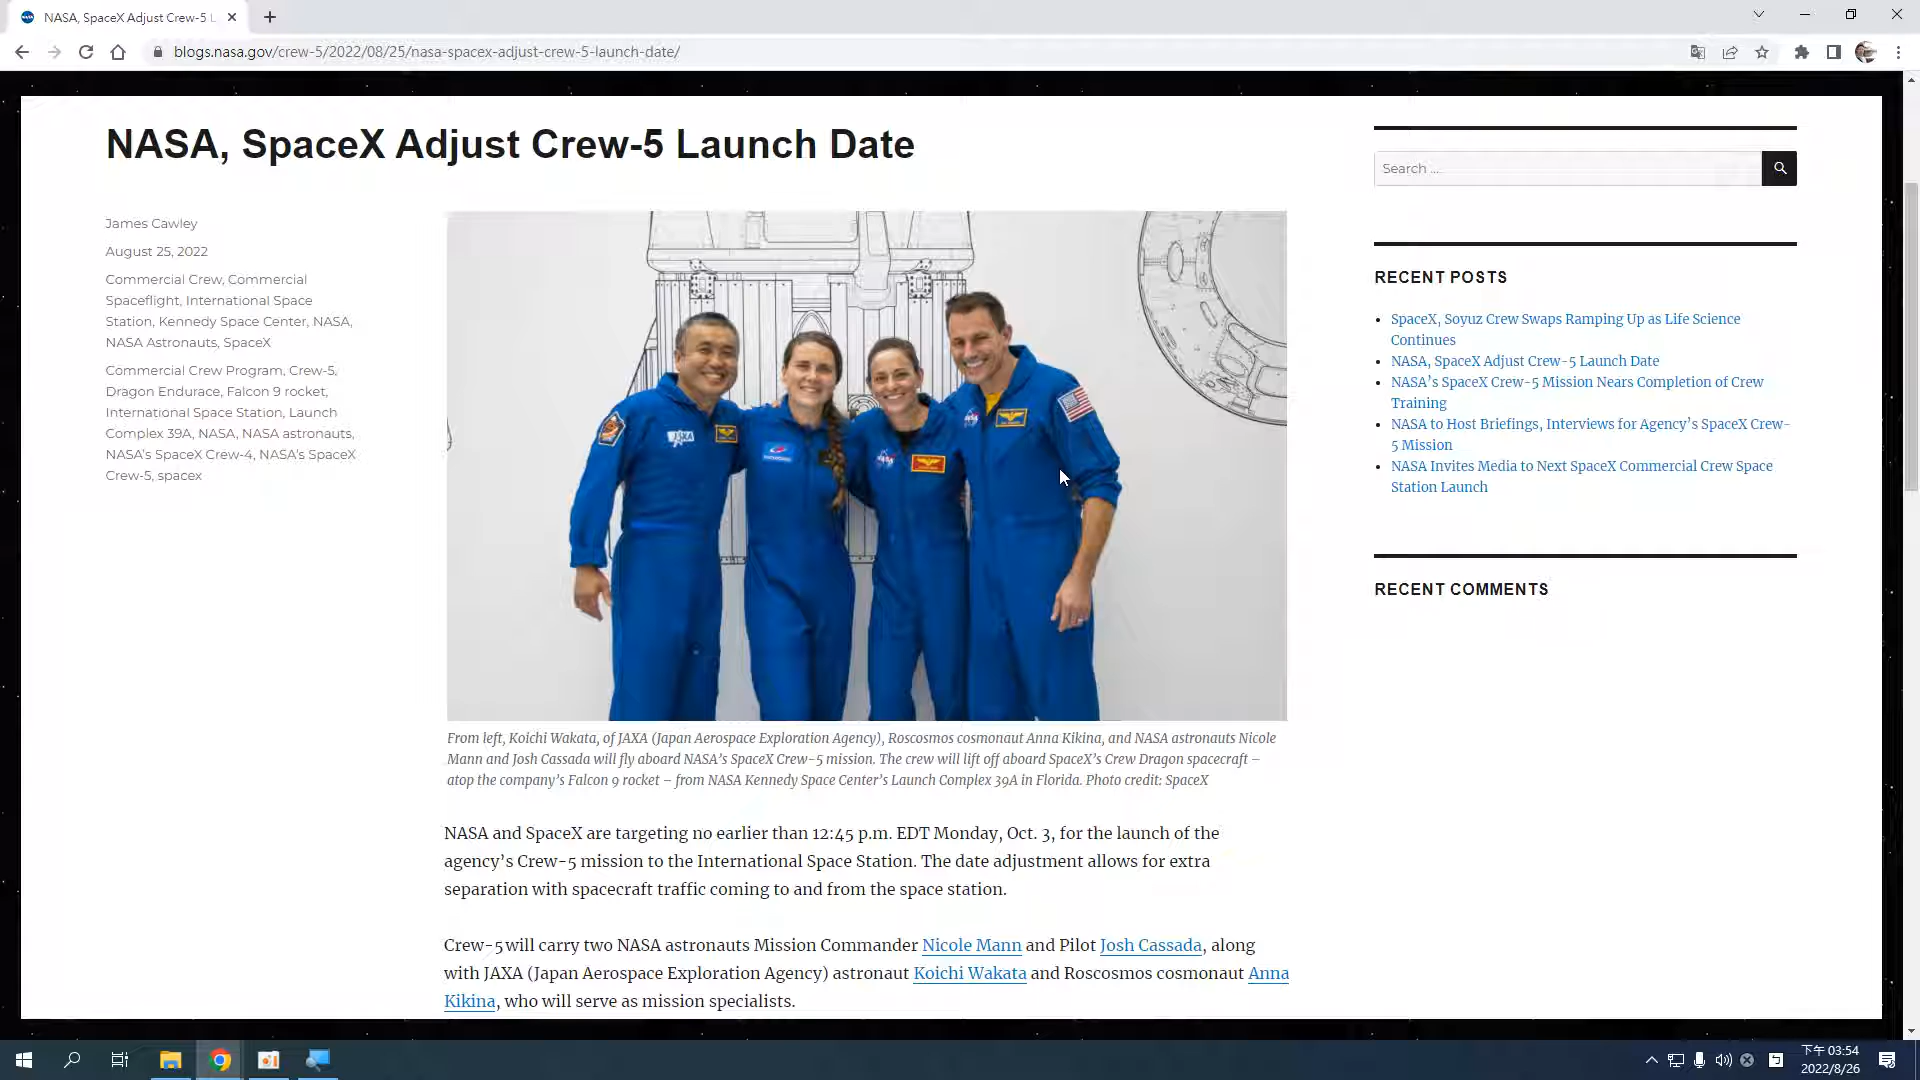 NASA, SpaceX Adjust Crew-5 L
blogs.nasa.gov/crew-5/2022/08/25/nasa-spacex-adjust-crew-5-launch-date/
NASA, SpaceX Adjust Crew-5 Launch Date
James Cawley
August 25, 2022
Commercial Crew, Commercial
Spaceflight, International Space
Station, Kennedy Space Center, NASA,
NASA Astronauts, SpaceX
Commercial Crew Program, Crew-5,
Dragon Endurace, Falcon 9 rocket,
International Space Station, Launch
Complex 39A, NASA, NASA astronauts,
NASA's SpaceX Crew-4, NASA's SpaceX
Crew-5, spacex
JAXA
NASA
From left, Koichi Wakata, of JAXA (Japan Aerospace Exploration Agency), Roscosmos cosmonaut Anna Kikina, and NASA astronauts Nicole
Mann and Josh Cassada will fly aboard NASA's SpaceX Crew-5 mission. The crew will lift off aboard SpaceX's Crew Dragon spacecraft –
atop the company's Falcon 9 rocket – from NASA Kennedy Space Center's Launch Complex 39A in Florida. Photo credit: SpaceX
NASA and SpaceX are targeting no earlier than 12:45 p.m. EDT Monday, Oct. 3, for the launch of the
agency's Crew-5 mission to the International Space Station. The date adjustment allows for extra
separation with spacecraft traffic coming to and from the space station.
Crew-5 will carry two NASA astronauts Mission Commander Nicole Mann and Pilot Josh Cassada, along
with JAXA (Japan Aerospace Exploration Agency) astronaut Koichi Wakata and Roscosmos cosmonaut Anna
Kikina, who will serve as mission specialists.
Search ...
RECENT POSTS
SpaceX, Soyuz Crew Swaps Ramping Up as Life Science
Continues
NASA, SpaceX Adjust Crew-5 Launch Date
NASA's SpaceX Crew-5 Mission Nears Completion of Crew
Training
NASA to Host Briefings, Interviews for Agency's SpaceX Crew-
5 Mission
NASA Invites Media to Next SpaceX Commercial Crew Space
Station Launch
RECENT COMMENTS
下午 03:54
2022/8/26